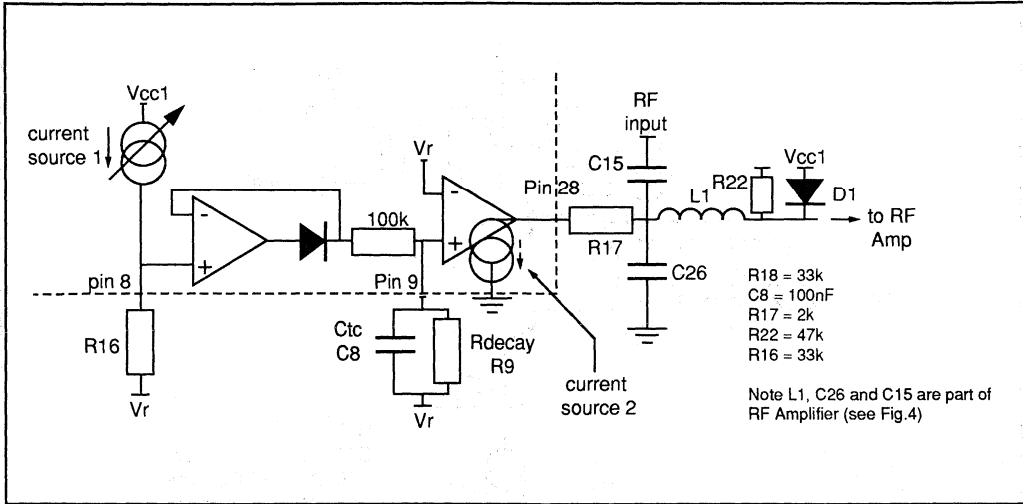 Vcc1
current
source 1
-
+
pin 8
R16
Vr
100k
Pin 9
Ctc
C8
Rdecay
R9
Vr
Vr
-
+
current
source 2
Pin 28
R17
RF
input
C15
C26
L1
R22
Vcc1
D1
to RF
Amp
R18 = 33k
C8 = 100nF
R17 = 2k
R22 = 47k
R16 = 33k
Note L1, C26 and C15 are part of
RF Amplifier (see Fig.4)